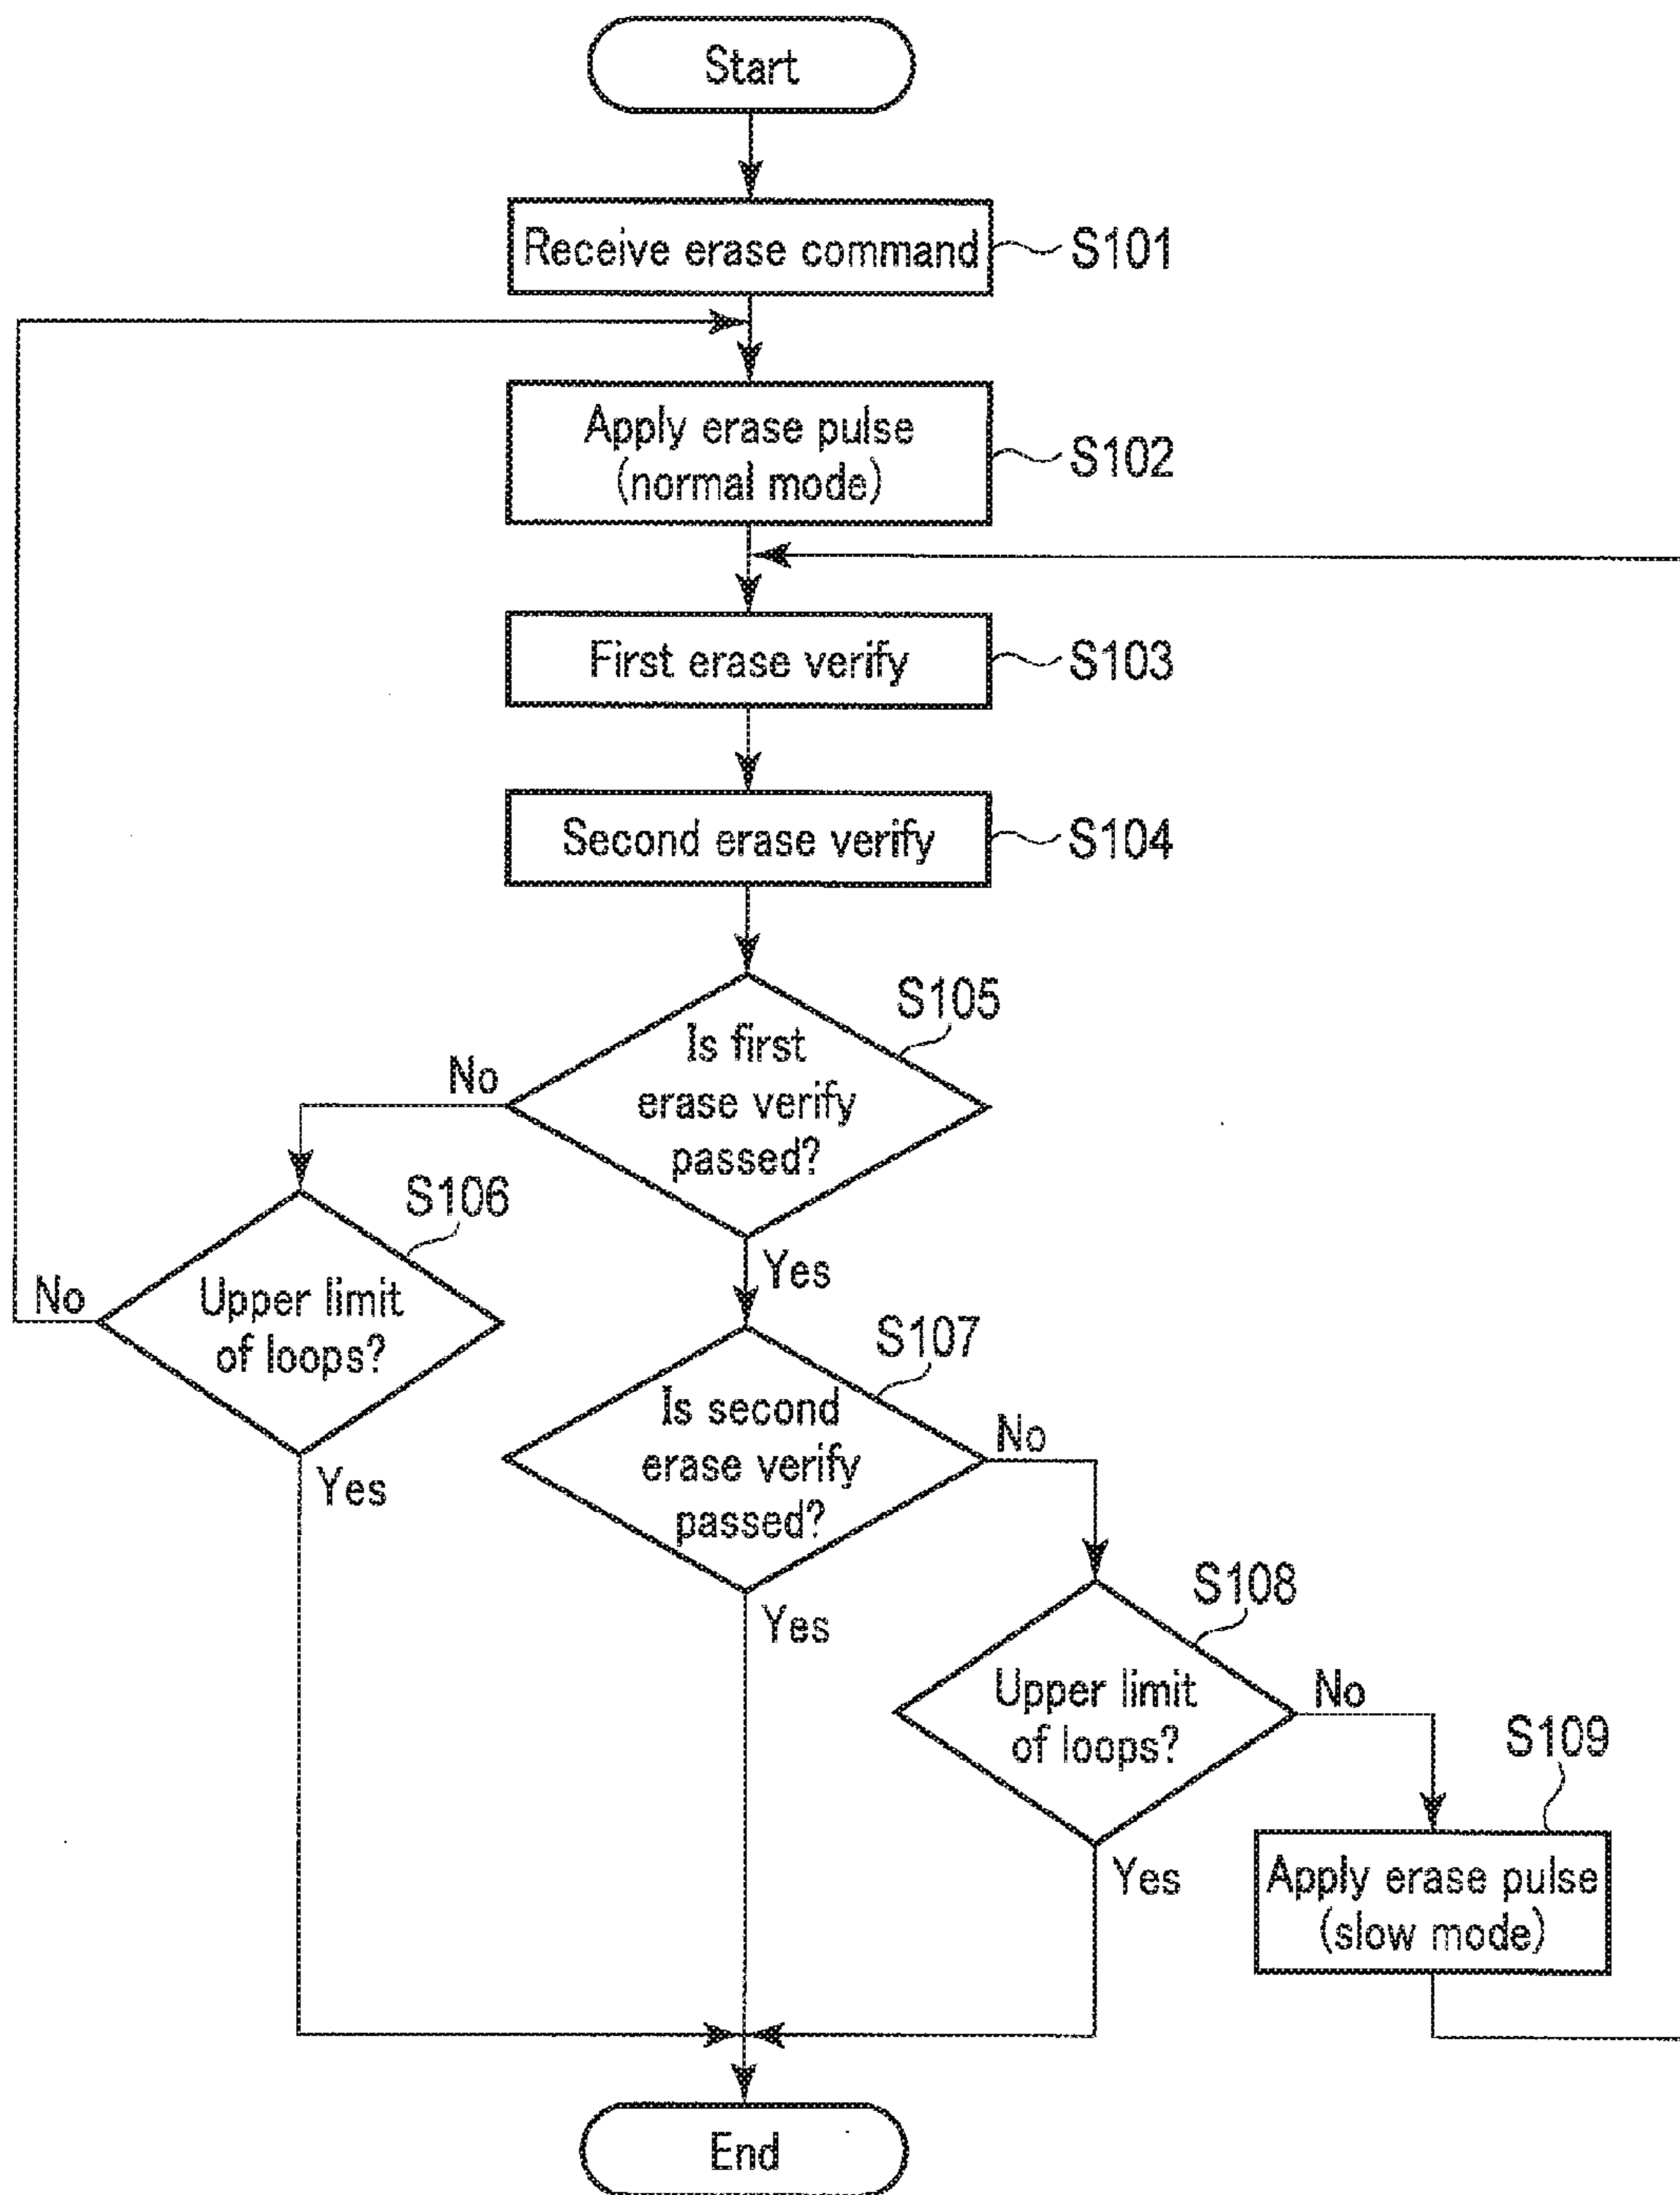 Start
Receive erase command
S101
Apply erase pulse
(normal mode)
S102
First erase verify
S103
Second erase verify
S104
S105
Is first
erase verify
passed?
No
Yes
S106
Upper limit
of loops?
No
Yes
S107
Is second
erase verify
passed?
No
Yes
S108
Upper limit
of loops?
No
Yes
S109
Apply erase pulse
(slow mode)
End